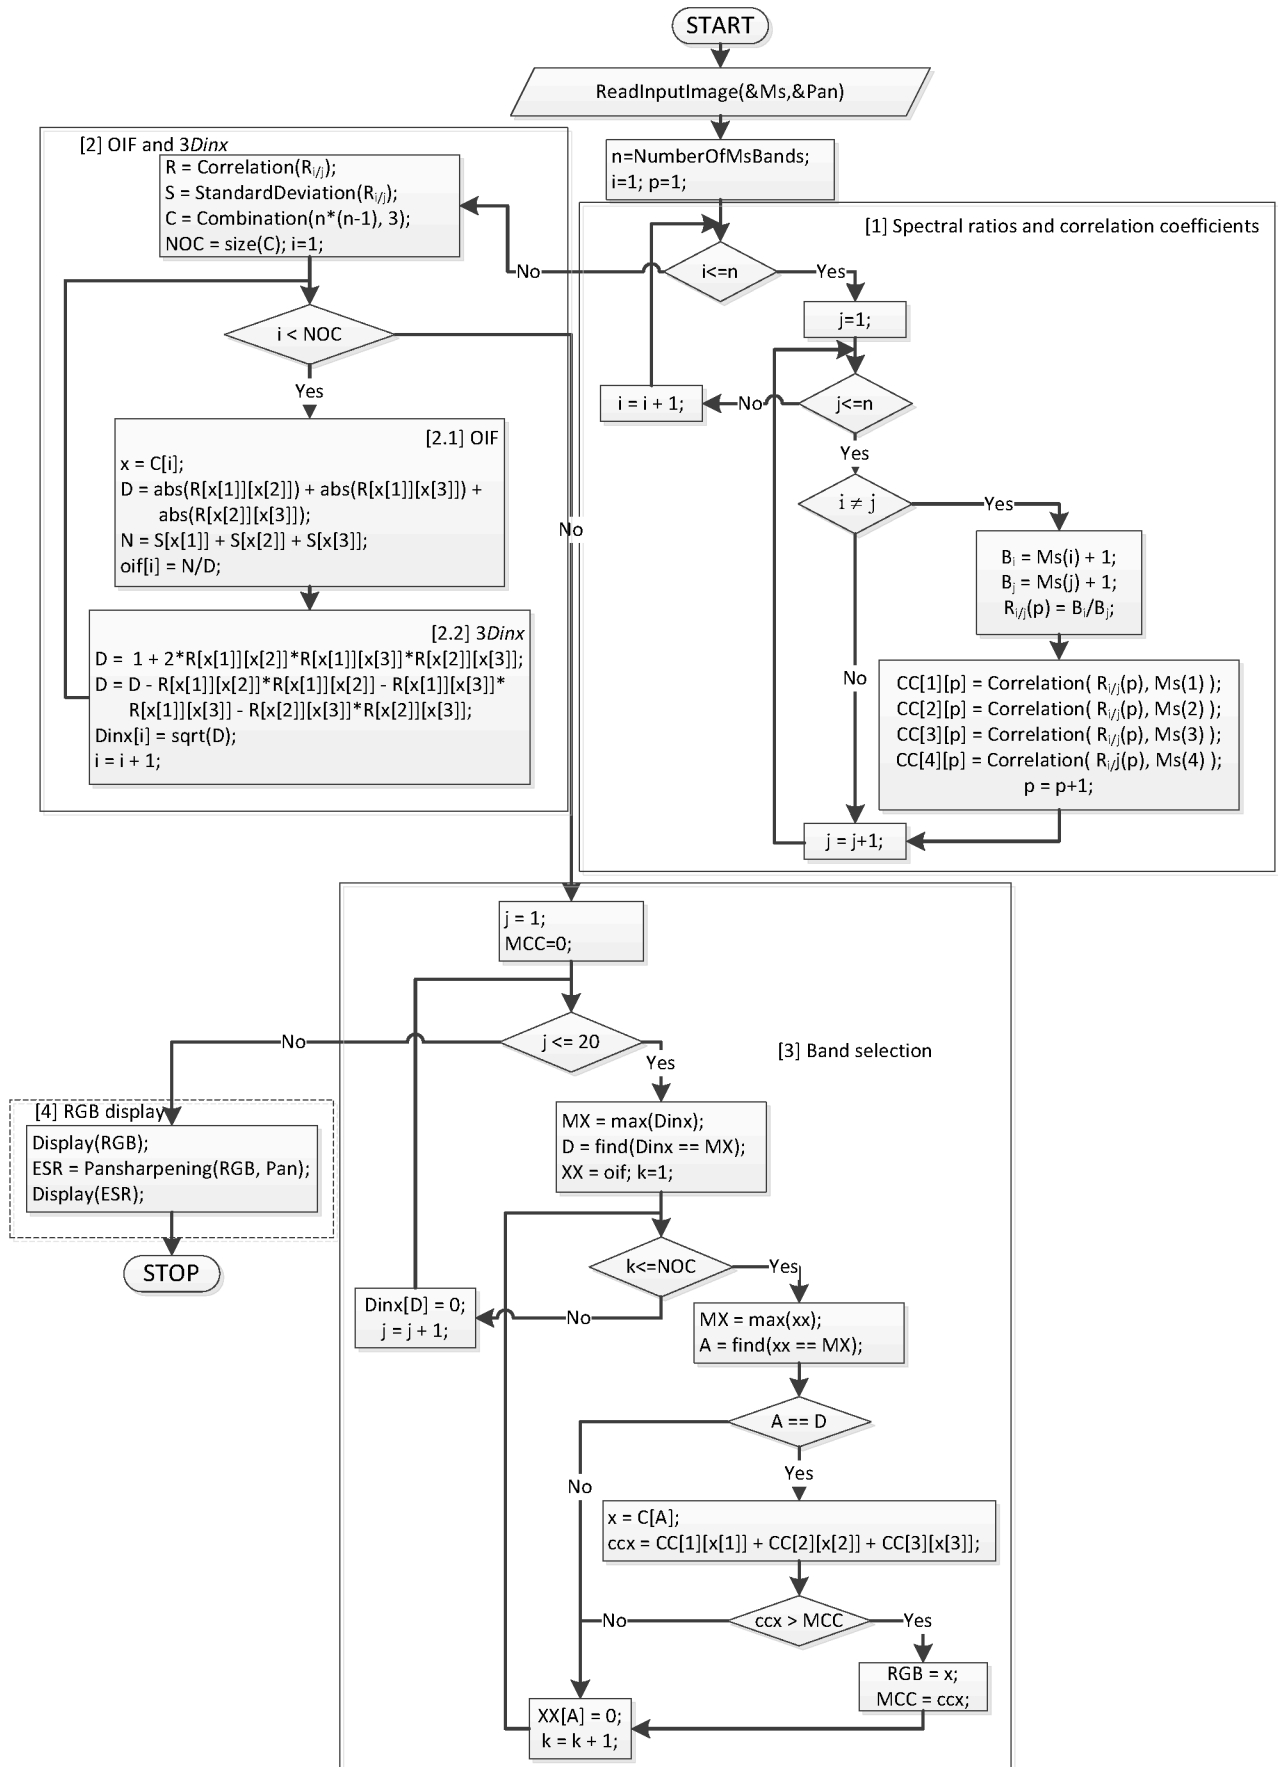 START
ReadInputImage(&Ms,&Pan)
n=NumberOfMsBands;
i=1; p=1;
[1] Spectral ratios and correlation coefficients
i<=n
Yes
No
j=1;
j<=n
No
i = i + 1;
Yes
i ≠ j
Yes
No
Bᵢ = Ms(i) + 1;
Bⱼ = Ms(j) + 1;
Rᵢ/ⱼ(p) = Bᵢ/Bⱼ;
CC[1][p] = Correlation( Rᵢ/ⱼ(p), Ms(1) );
CC[2][p] = Correlation( Rᵢ/ⱼ(p), Ms(2) );
CC[3][p] = Correlation( Rᵢ/ⱼ(p), Ms(3) );
CC[4][p] = Correlation( Rᵢ/j(p), Ms(4) );
p = p+1;
j = j+1;
[2] OIF and 3Dinx
R = Correlation(Rᵢ/ⱼ);
S = StandardDeviation(Rᵢ/ⱼ);
C = Combination(n*(n-1), 3);
NOC = size(C); i=1;
i < NOC
Yes
No
[2.1] OIF
x = C[i];
D = abs(R[x[1]][x[2]]) + abs(R[x[1]][x[3]]) +
abs(R[x[2]][x[3]]);
N = S[x[1]] + S[x[2]] + S[x[3]];
oif[i] = N/D;
[2.2] 3Dinx
D = 1 + 2*R[x[1]][x[2]]*R[x[1]][x[3]]*R[x[2]][x[3]];
D = D - R[x[1]][x[2]]*R[x[1]][x[2]] - R[x[1]][x[3]]*
R[x[1]][x[3]] - R[x[2]][x[3]]*R[x[2]][x[3]];
Dinx[i] = sqrt(D);
i = i + 1;
j = 1;
MCC=0;
j <= 20
No
Yes
[3] Band selection
[4] RGB display
Display(RGB);
ESR = Pansharpening(RGB, Pan);
Display(ESR);
STOP
MX = max(Dinx);
D = find(Dinx == MX);
XX = oif; k=1;
k<=NOC
Yes
No
Dinx[D] = 0;
j = j + 1;
MX = max(xx);
A = find(xx == MX);
A == D
Yes
No
x = C[A];
ccx = CC[1][x[1]] + CC[2][x[2]] + CC[3][x[3]];
ccx > MCC
No
Yes
RGB = x;
MCC = ccx;
XX[A] = 0;
k = k + 1;